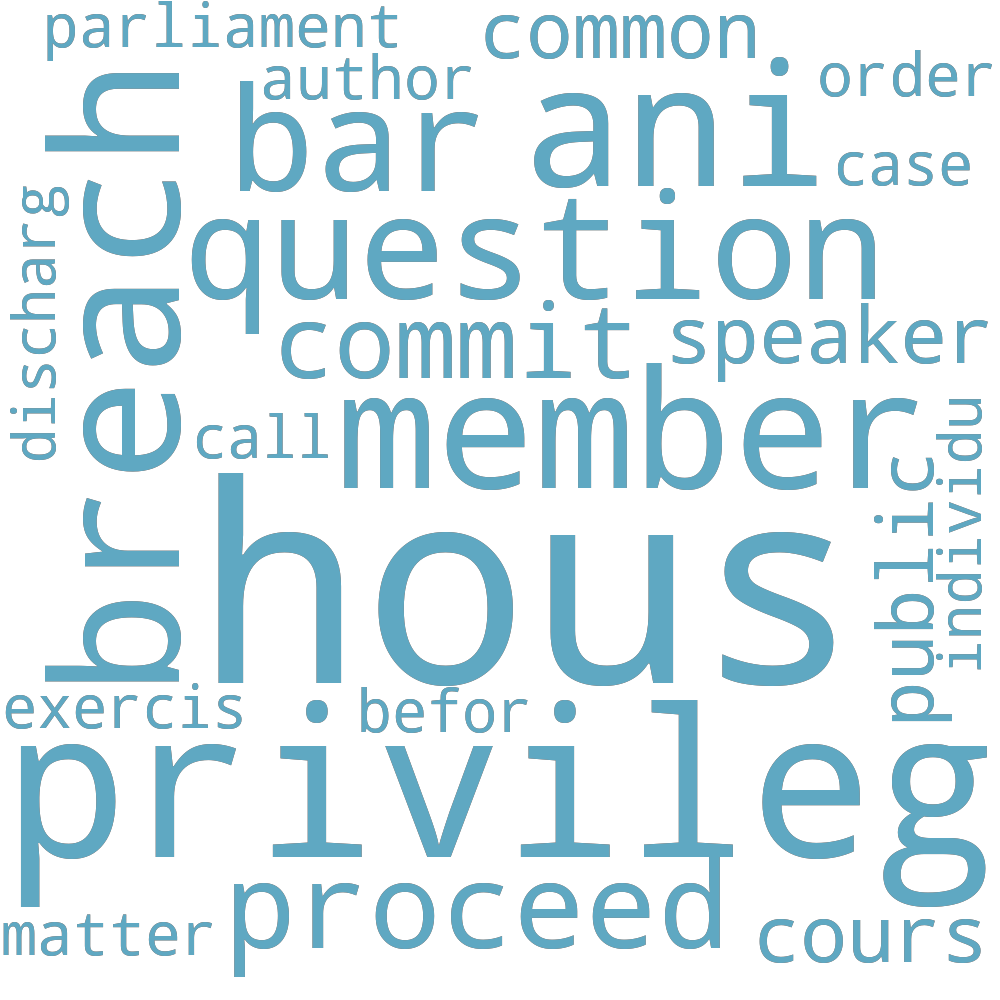 parliament
common
author
order
breach
bar
ani
case
discharg
question
commit
speaker
call
member
public
individu
hous
exercis
befor
privileg
matter
proceed
cours